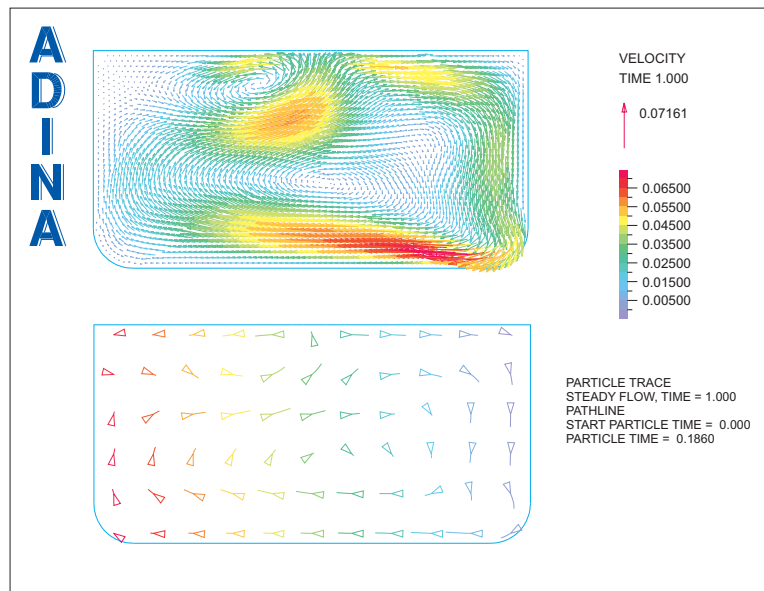 ADINA
VELOCITY
TIME 1.000
0.07161
0.06500
0.05500
0.04500
0.03500
0.02500
0.01500
0.00500
PARTICLE TRACE
STEADY FLOW, TIME = 1.000
PATHLINE
START PARTICLE TIME = 0.000
PARTICLE TIME = 0.1860